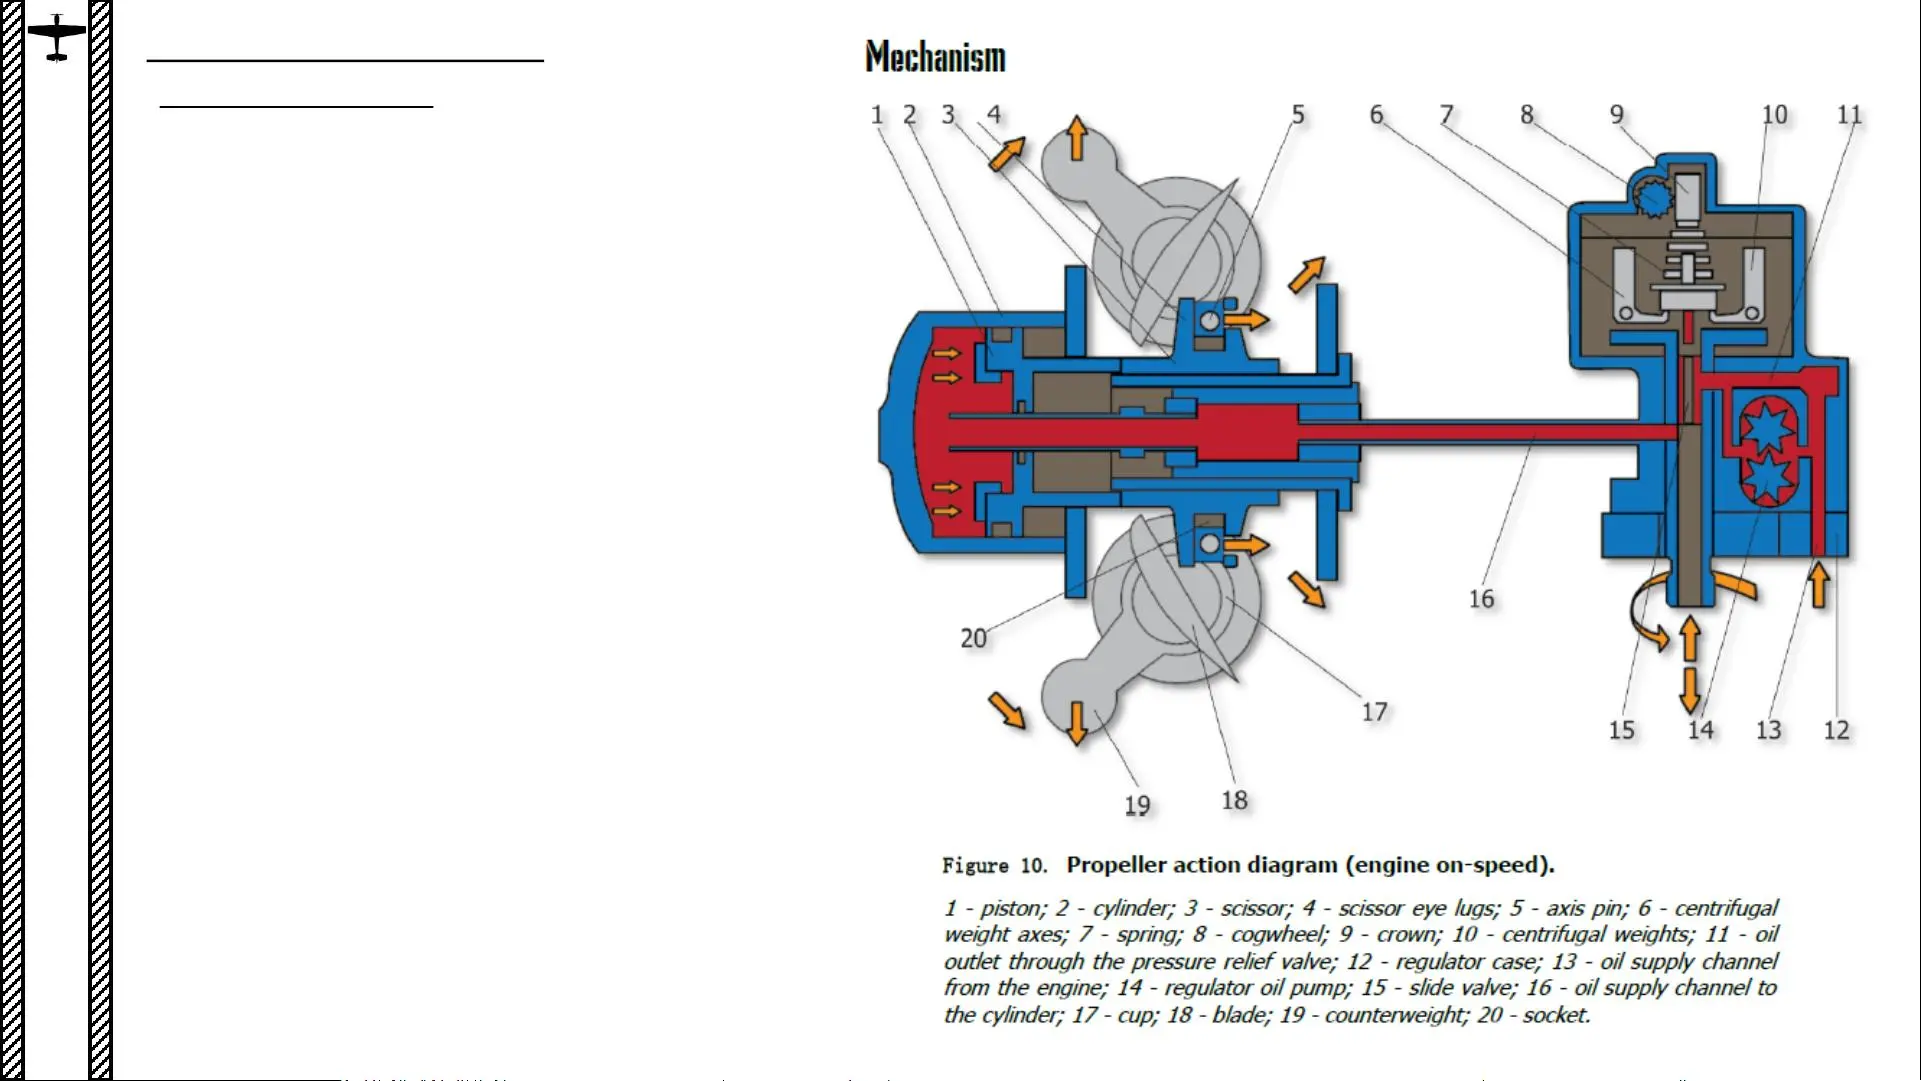 Mechanism
1 2 3 4 5 6 7 8 9 10 11
20
16
17
15 14 13 12
19 18
Figure 10. Propeller action diagram (engine on-speed).
1 - piston; 2 - cylinder; 3 - scissor; 4 - scissor eye lugs; 5 - axis pin; 6 - centrifugal
weight axes; 7 - spring; 8 - cogwheel; 9 - crown; 10 - centrifugal weights; 11 - oil
outlet through the pressure relief valve; 12 - regulator case; 13 - oil supply channel
from the engine; 14 - regulator oil pump; 15 - slide valve; 16 - oil supply channel to
the cylinder; 17 - cup; 18 - blade; 19 - counterweight; 20 - socket.